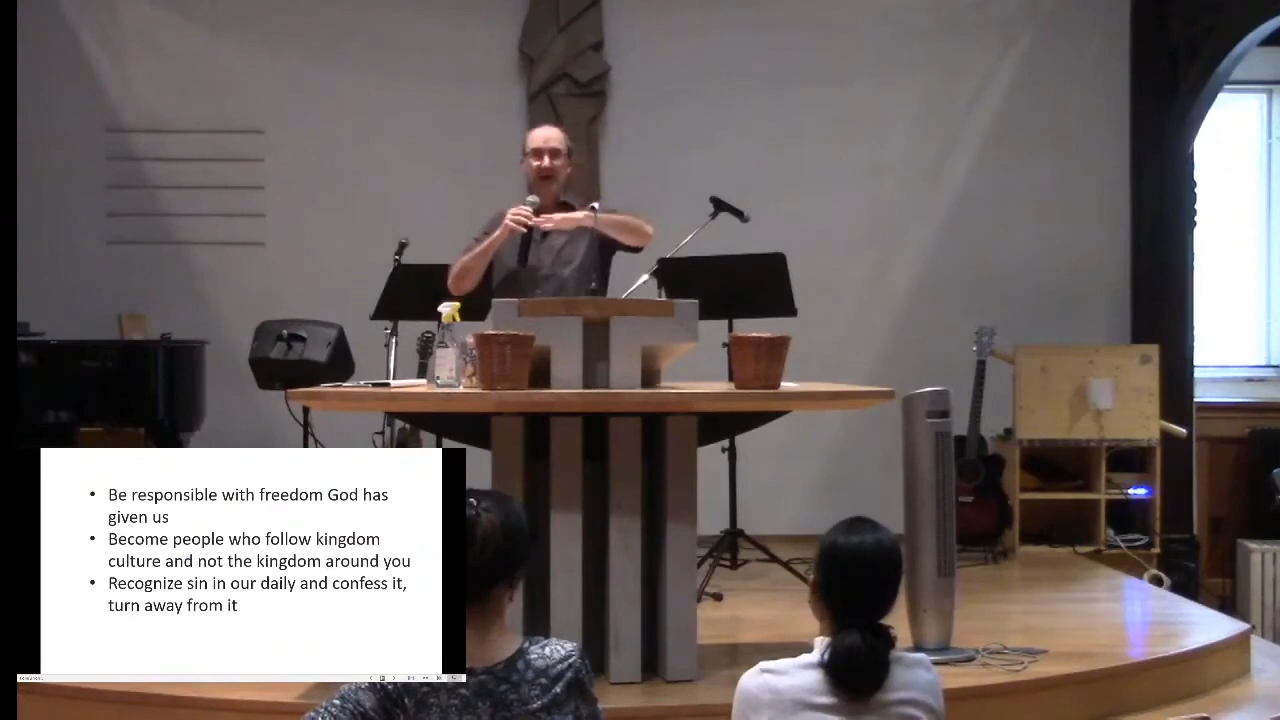 • Be responsible with freedom God has
given us
• Become people who follow kingdom
culture and not the kingdom around you
• Recognize sin in our daily and confess it,
turn away from it